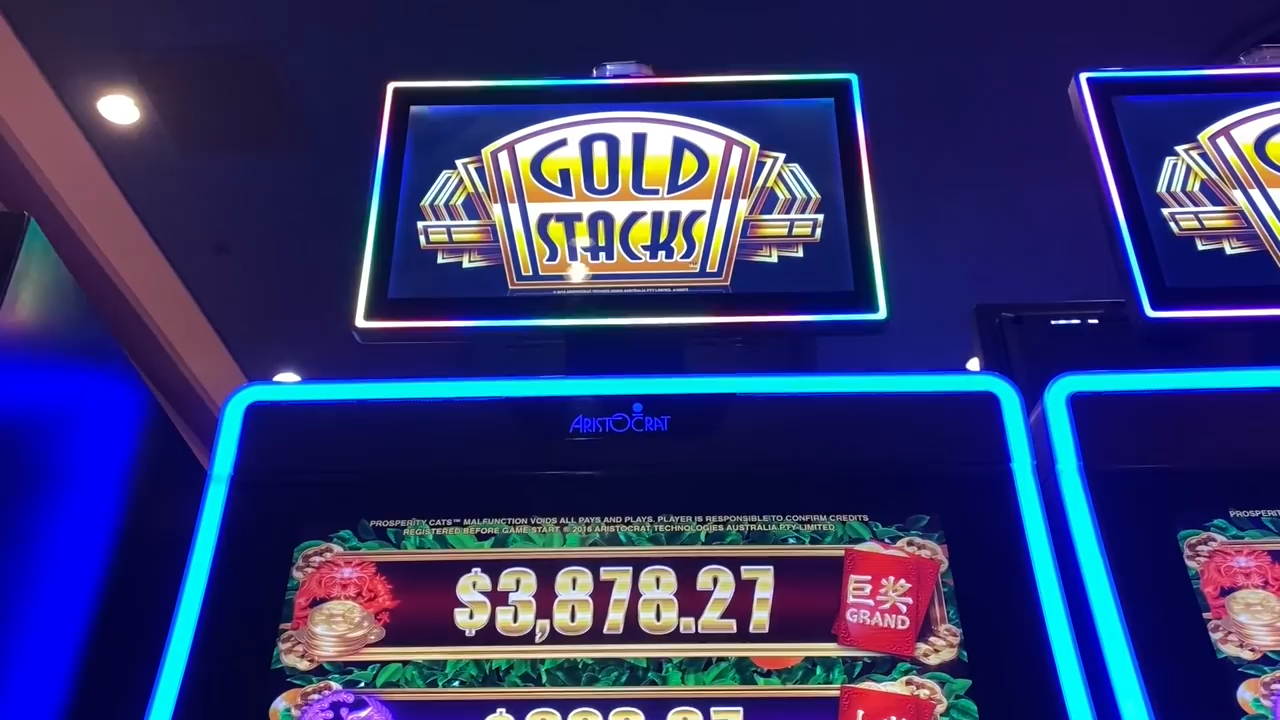 GOLD
STACKS
ARISTOCRAT
PROSPERITY CATS™ MALFUNCTION VOIDS ALL PAYS AND PLAYS. PLAYER IS RESPONSIBLE TO CONFIRM CREDITS
REGISTERED BEFORE GAME START. © 2016 ARISTOCRAT TECHNOLOGIES AUSTRALIA PTY LIMITED
$3,878.27
巨奖
GRAND